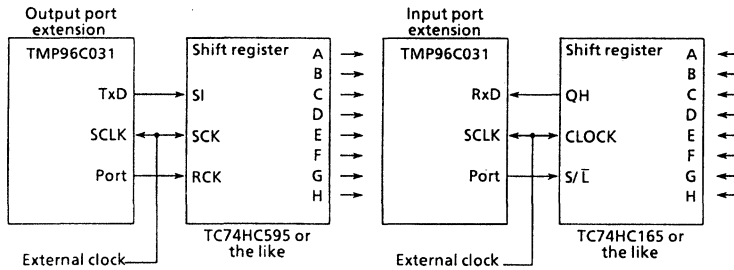 Output port
extension
TMP96C031
TxD
SCLK
Port
Shift register
SI
SCK
RCK
A
B
C
D
E
F
G
H
TC74HC595 or
the like
External clock
Input port
extension
TMP96C031
RxD
SCLK
Port
Shift register
QH
CLOCK
S/L̅
A
B
C
D
E
F
G
H
TC74HC165 or
the like
External clock